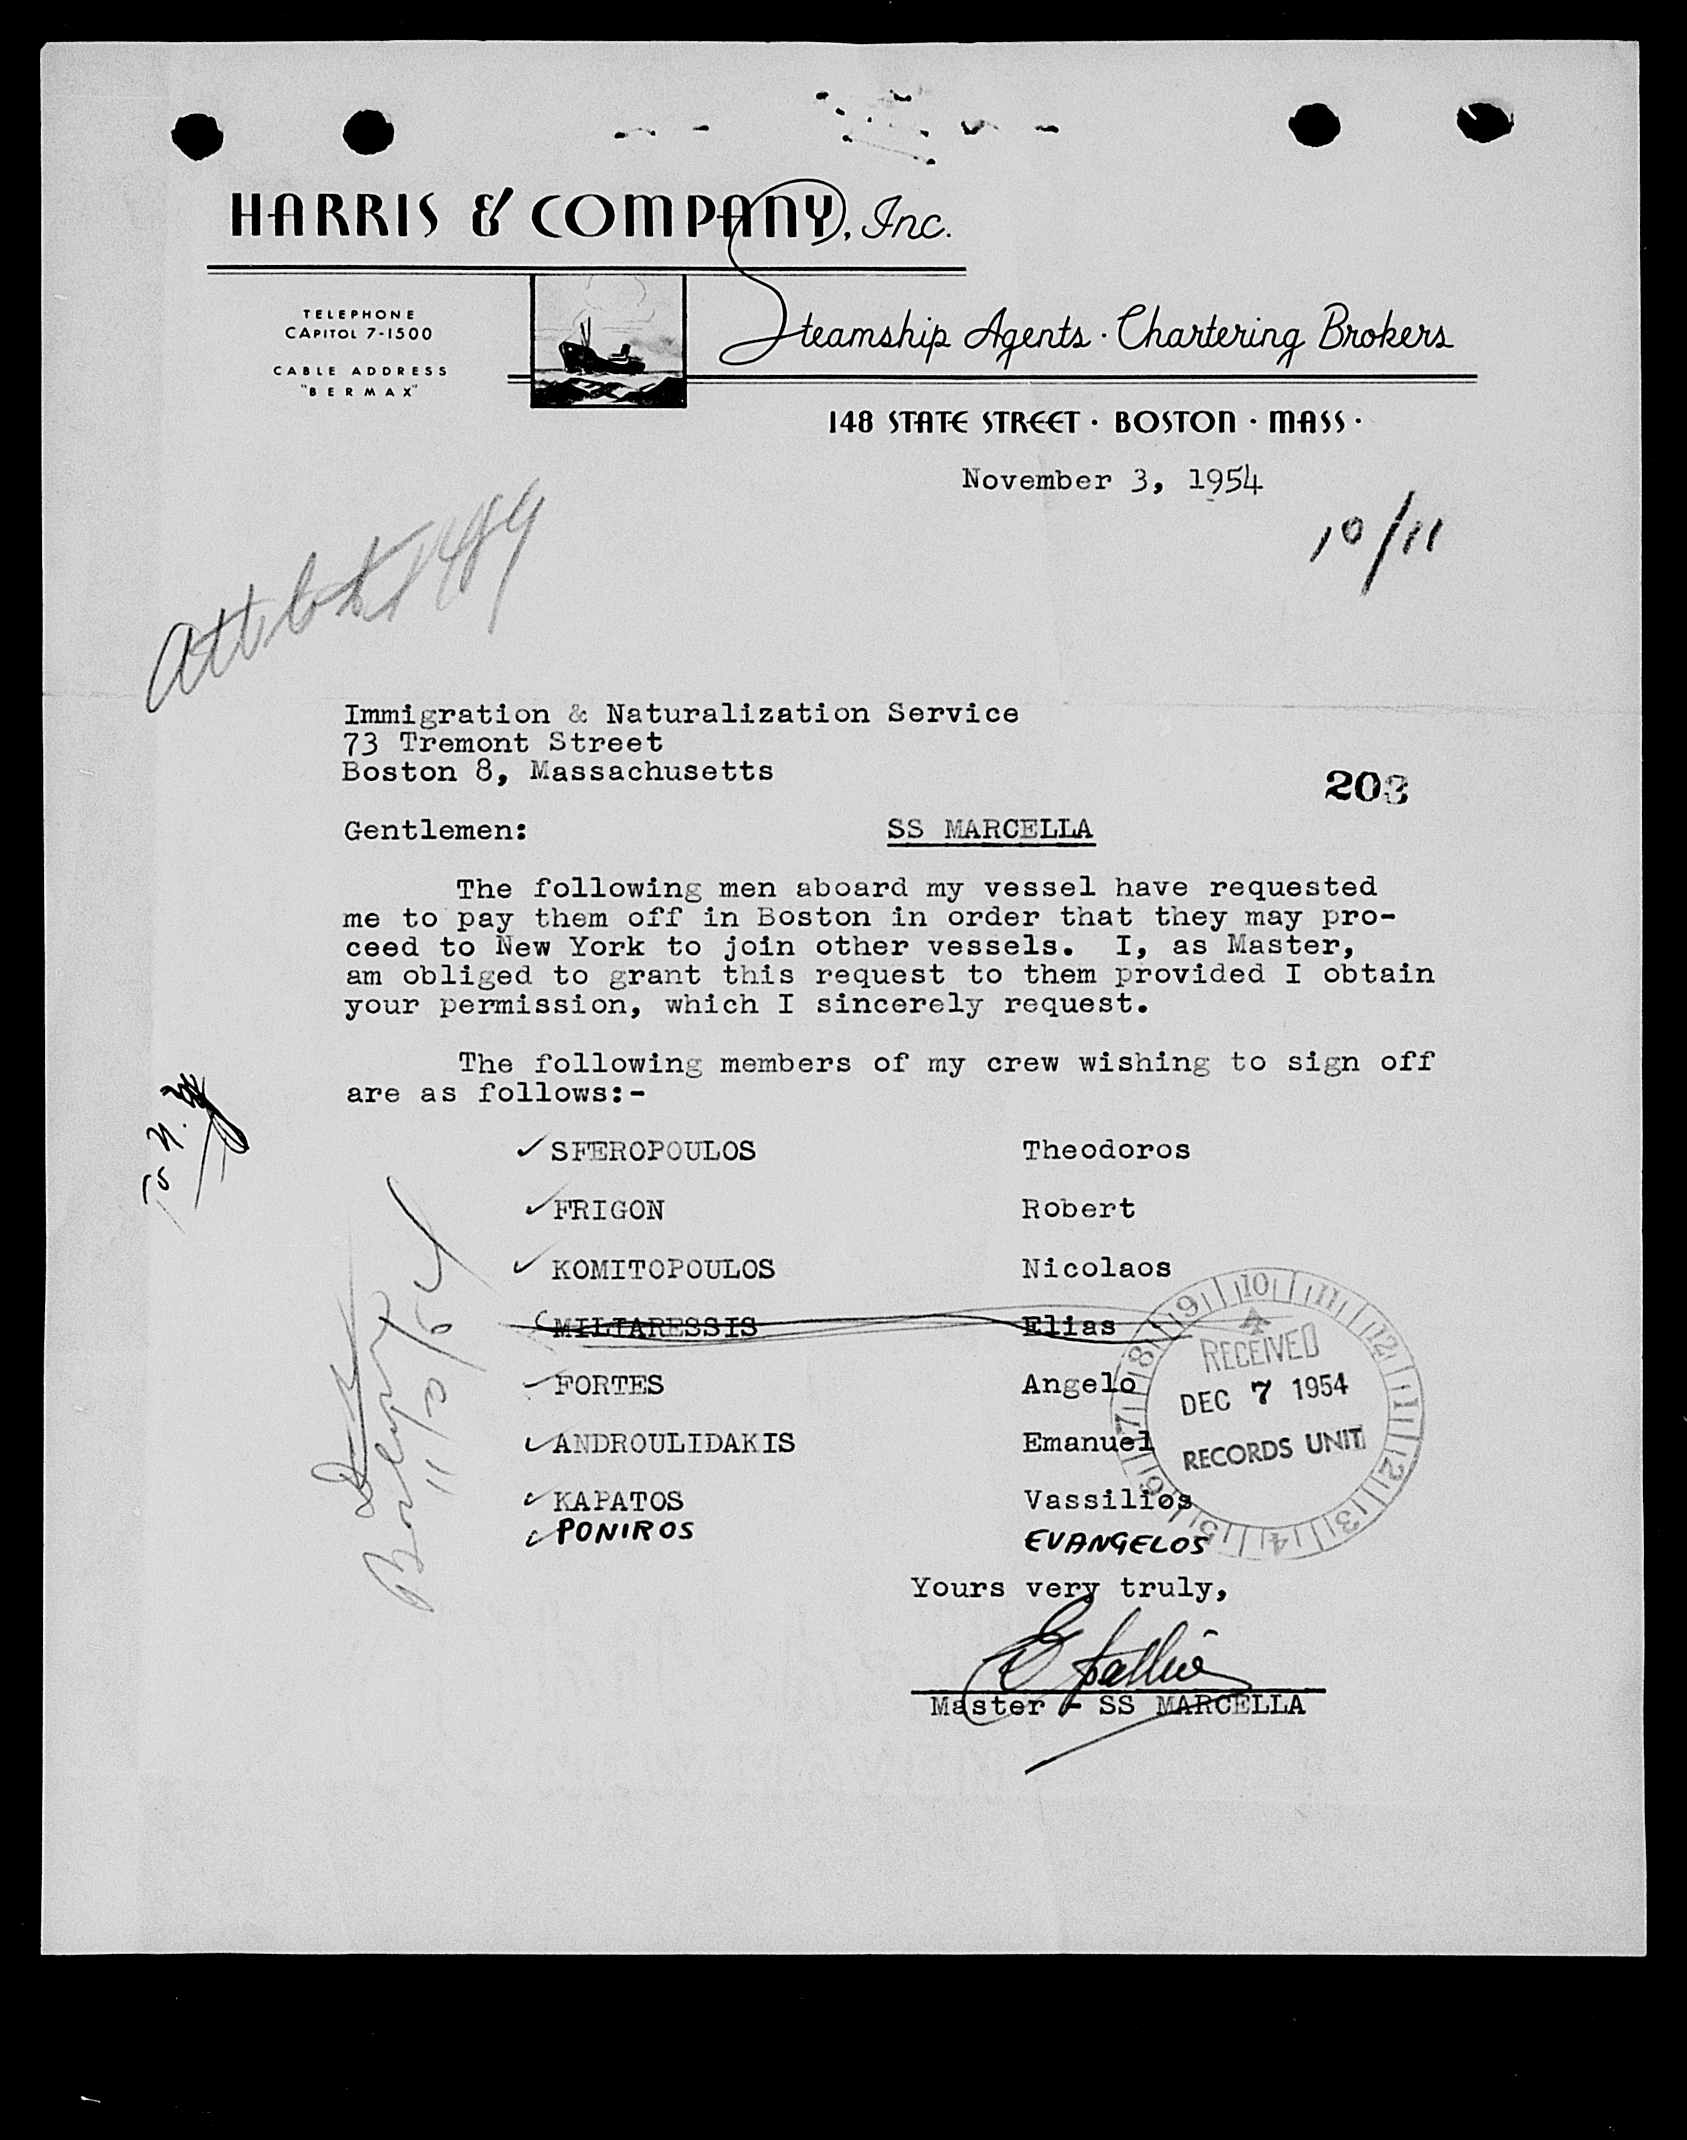 HARRIS & COMPANY, Inc.
TELEPHONE
CAPITOL 7-1500
CABLE ADDRESS
"BERMAX"
Steamship Agents · Chartering Brokers
148 STATE STREET · BOSTON · MASS ·
November 3, 1954
10/11
Immigration & Naturalization Service
73 Tremont Street
Boston 8, Massachusetts
203
Gentlemen: SS MARCELLA
The following men aboard my vessel have requested
me to pay them off in Boston in order that they may pro-
ceed to New York to join other vessels. I, as Master,
am obliged to grant this request to them provided I obtain
your permission, which I sincerely request.
The following members of my crew wishing to sign off
are as follows:-
✓ SFEROPOULOS Theodoros
✓ FRIGON Robert
✓ KOMITOPOULOS Nicolaos
MILIARESSIS Elias
✓ FORTES Angelo
✓ ANDROULIDAKIS Emanuel
✓ KAPATOS Vassilios
✓ PONIROS EVANGELOS
To N.Y.
11/5/54
RECEIVED
DEC 7 1954
RECORDS UNIT
Yours very truly,
Master - SS MARCELLA